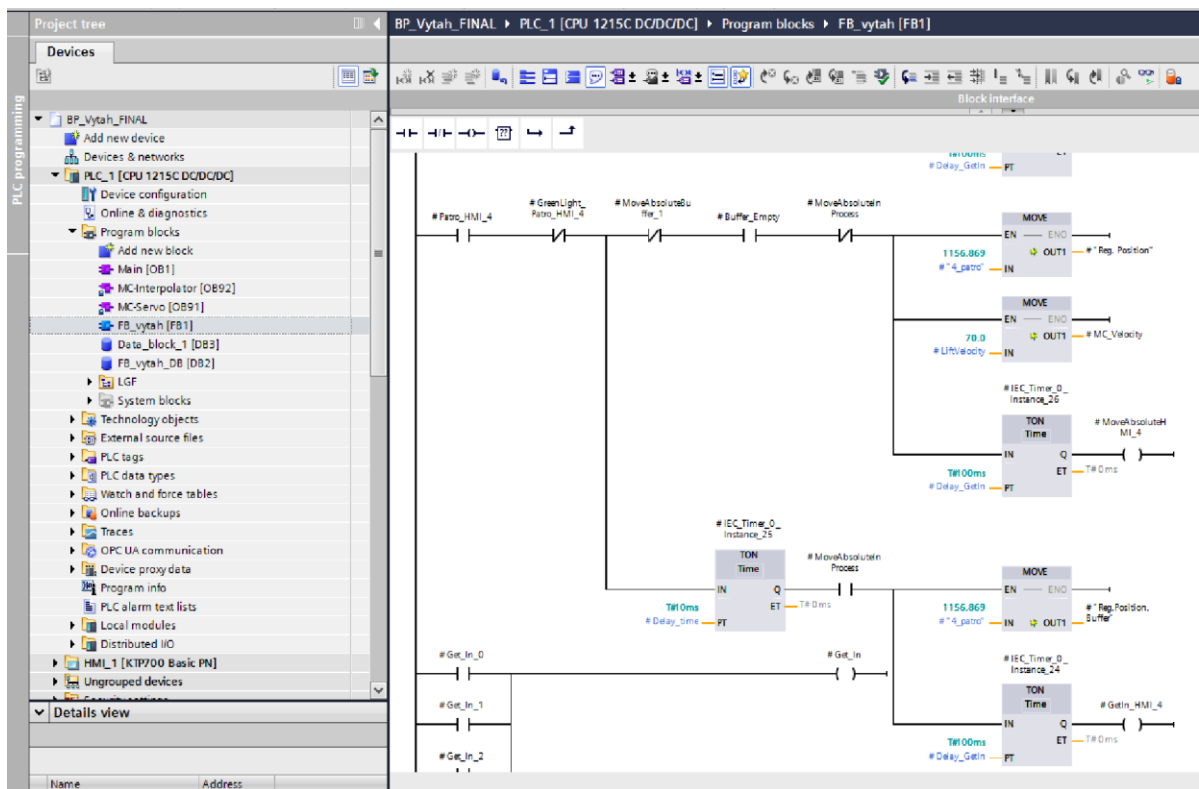 Project tree
BP_Vytah_FINAL ▸ PLC_1 [CPU 1215C DC/DC/DC] ▸ Program blocks ▸ FB_vytah [FB1]
Devices
Block interface
PLC programming
BP_Vytah_FINAL
Add new device
Devices & networks
PLC_1 [CPU 1215C DC/DC/DC]
Device configuration
Online & diagnostics
Program blocks
Add new block
Main [OB1]
MC-Interpolator [OB92]
MC-Servo [OB91]
FB_vytah [FB1]
Data_block_1 [DB3]
FB_vytah_DB [DB2]
LGF
System blocks
Technology objects
External source files
PLC tags
PLC data types
Watch and force tables
Online backups
Traces
OPC UA communication
Device proxy data
Program info
PLC alarm text lists
Local modules
Distributed I/O
HMI_1 [KTP700 Basic PN]
Ungrouped devices
Details view
Name Address
T#100ms ET
#Delay_GetIn PT
#Patro_HMI_4
#GreenLight_
Patro_HMI_4
#MoveAbsoluteBu
ffer_1
#Buffer_Empty
#MoveAbsoluteIn
Process
MOVE
EN ENO
1156.869
#"4_patro" IN
OUT1 #"Reg. Position"
MOVE
EN ENO
70.0
#LiftVelocity IN
OUT1 #MC_Velocity
#IEC_Timer_0_
Instance_26
TON
Time
#MoveAbsoluteH
MI_4
IN Q
T#100ms ET T#0ms
#Delay_GetIn PT
#IEC_Timer_0_
Instance_25
TON
Time
#MoveAbsoluteIn
Process
IN Q
T#10ms ET T#0ms
#Delay_time PT
MOVE
EN ENO
1156.869
#"4_patro" IN OUT1
#"Reg.Position.
Buffer"
#Get_In_0
#Get_In
#IEC_Timer_0_
Instance_24
TON
Time
#GetIn_HMI_4
IN Q
T#100ms ET T#0ms
#Delay_GetIn PT
#Get_In_1
#Get_In_2